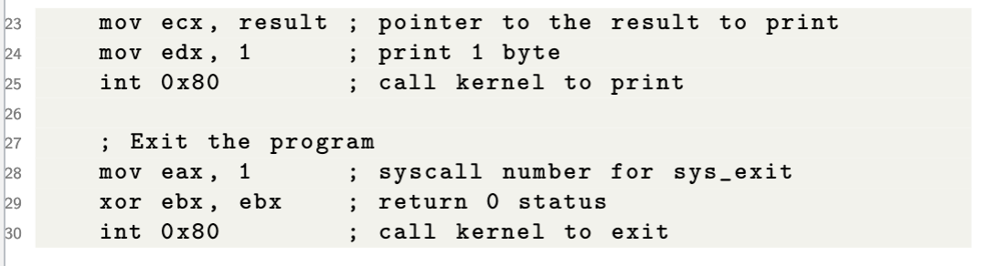 23 mov ecx, result ; pointer to the result to print
24 mov edx, 1 ; print 1 byte
25 int 0x80 ; call kernel to print
26
27 ; Exit the program
28 mov eax, 1 ; syscall number for sys_exit
29 xor ebx, ebx ; return 0 status
30 int 0x80 ; call kernel to exit